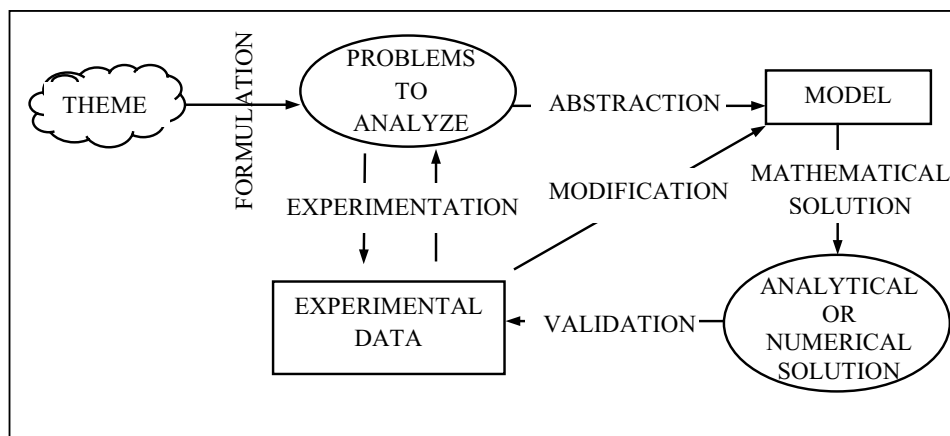 THEME
FORMULATION
PROBLEMS
TO
ANALYZE
ABSTRACTION
MODEL
EXPERIMENTATION
MODIFICATION
MATHEMATICAL
SOLUTION
EXPERIMENTAL
DATA
VALIDATION
ANALYTICAL
OR
NUMERICAL
SOLUTION